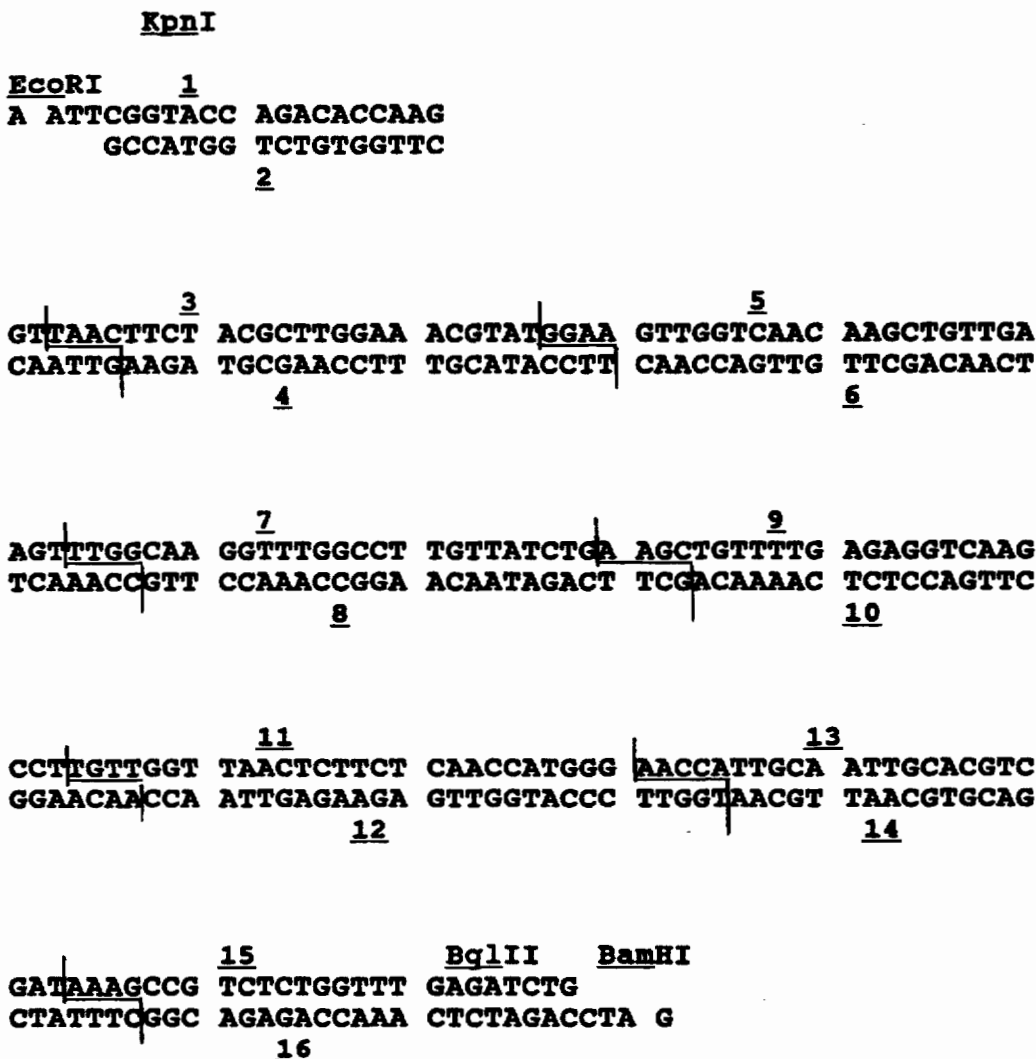 KpnI
EcoRI 1
A ATTCGGTACC AGACACCAAG
GCCATGG TCTGTGGTTC
2
3 5
GTTAACTTCT ACGCTTGGAA ACGTATGGAA GTTGGTCAAC AAGCTGTTGA
CAATTGAAGA TGCGAACCTT TGCATACCTT CAACCAGTTG TTCGACAACT
4 6
7 9
AGTTTGGCAA GGTTTGGCCT TGTTATCTGA AGCTGTTTTG AGAGGTCAAG
TCAAACCGTT CCAAACCGGA ACAATAGACT TCGACAAAAC TCTCCAGTTC
8 10
11 13
CCTTGTTGGT TAACTCTTCT CAACCATGGG AACCATTGCA ATTGCACGTC
GGAACAACCA ATTGAGAAGA GTTGGTACCC TTGGTAACGT TAACGTGCAG
12 14
15 BglII BamHI
GATAAAGCCG TCTCTGGTTT GAGATCTG
CTATTTCGGC AGAGACCAAA CTCTAGACCTA G
16